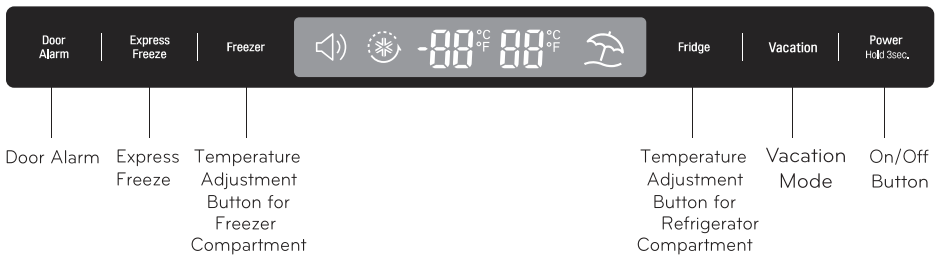 Door
Alarm
Express
Freeze
Freezer
-88 °C °F 88 °C °F
Fridge
Vacation
Power
Hold 3sec.
Door Alarm
Express
Freeze
Temperature
Adjustment
Button for
Freezer
Compartment
Temperature
Adjustment
Button for
Refrigerator
Compartment
Vacation
Mode
On/Off
Button